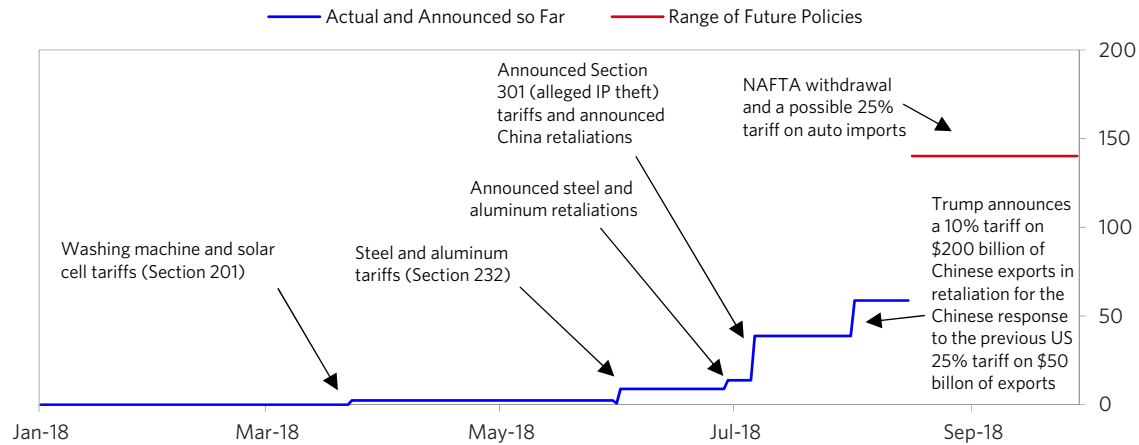 Actual and Announced so Far
Range of Future Policies
Announced Section
301 (alleged IP theft)
tariffs and announced
China retaliations
NAFTA withdrawal
and a possible 25%
tariff on auto imports
Announced steel and
aluminum retaliations
Washing machine and solar
cell tariffs (Section 201)
Steel and aluminum
tariffs (Section 232)
Trump announces
a 10% tariff on
$200 billion of
Chinese exports in
retaliation for the
Chinese response
to the previous US
25% tariff on $50
billon of exports
200
150
100
50
0
Jan-18
Mar-18
May-18
Jul-18
Sep-18